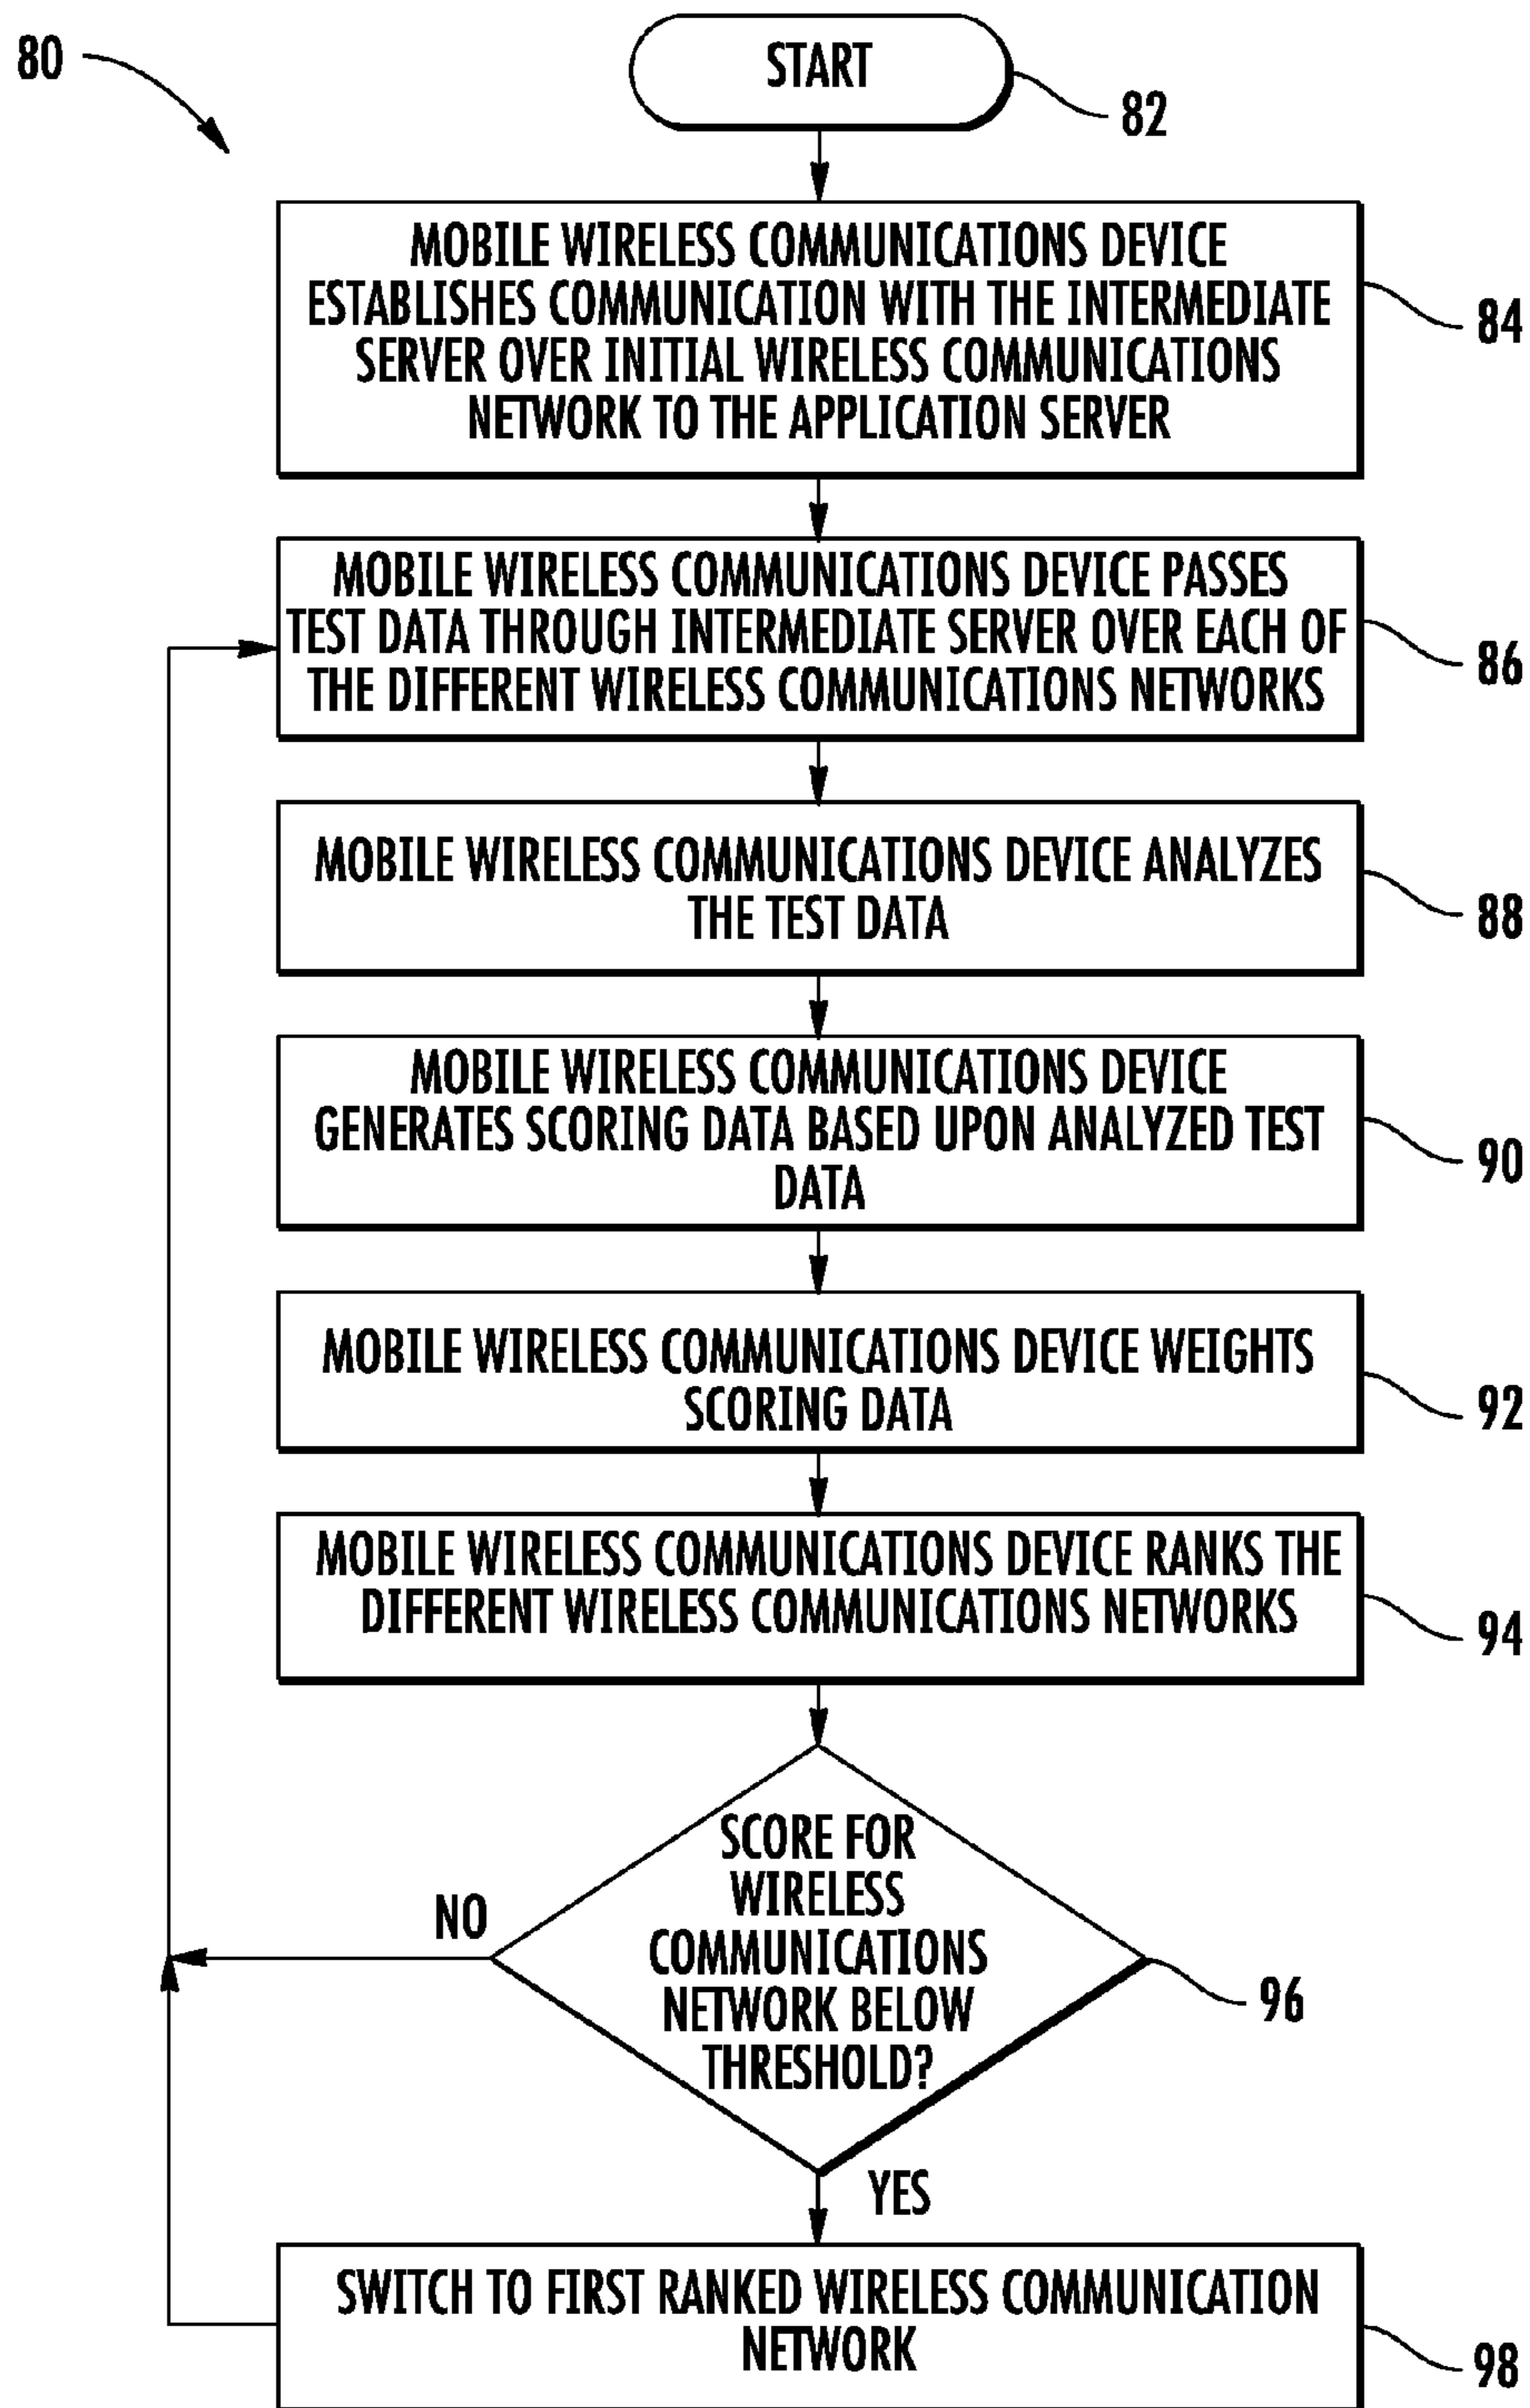 80
START
82
MOBILE WIRELESS COMMUNICATIONS DEVICE
ESTABLISHES COMMUNICATION WITH THE INTERMEDIATE
SERVER OVER INITIAL WIRELESS COMMUNICATIONS
NETWORK TO THE APPLICATION SERVER
84
MOBILE WIRELESS COMMUNICATIONS DEVICE PASSES
TEST DATA THROUGH INTERMEDIATE SERVER OVER EACH OF
THE DIFFERENT WIRELESS COMMUNICATIONS NETWORKS
86
MOBILE WIRELESS COMMUNICATIONS DEVICE ANALYZES
THE TEST DATA
88
MOBILE WIRELESS COMMUNICATIONS DEVICE
GENERATES SCORING DATA BASED UPON ANALYZED TEST
DATA
90
MOBILE WIRELESS COMMUNICATIONS DEVICE WEIGHTS
SCORING DATA
92
MOBILE WIRELESS COMMUNICATIONS DEVICE RANKS THE
DIFFERENT WIRELESS COMMUNICATIONS NETWORKS
94
SCORE FOR
WIRELESS
COMMUNICATIONS
NETWORK BELOW
THRESHOLD?
NO
96
YES
SWITCH TO FIRST RANKED WIRELESS COMMUNICATION
NETWORK
98